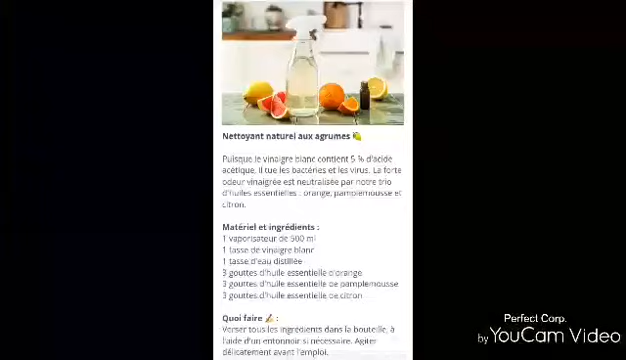 Nettoyant naturel aux agrumes 🍋
Puisque le vinaigre blanc contient 5 % d'acide
acétique, il tue les bactéries et les virus. La forte
odeur vinaigrée est neutralisée par notre trio
d'huiles essentielles : orange, pamplemousse et
citron.
Matériel et ingrédients :
1 vaporisateur de 500 ml
1 tasse de vinaigre blanc
1 tasse d'eau distillée
3 gouttes d'huile essentielle d'orange
3 gouttes d'huile essentielle de pamplemousse
3 gouttes d'huile essentielle de citron
Quoi faire ✍️ :
Verser tous les ingrédients dans la bouteille, à
l'aide d'un entonnoir si nécessaire. Agiter
délicatement avant l'emploi.
Perfect Corp.
by YouCam Video